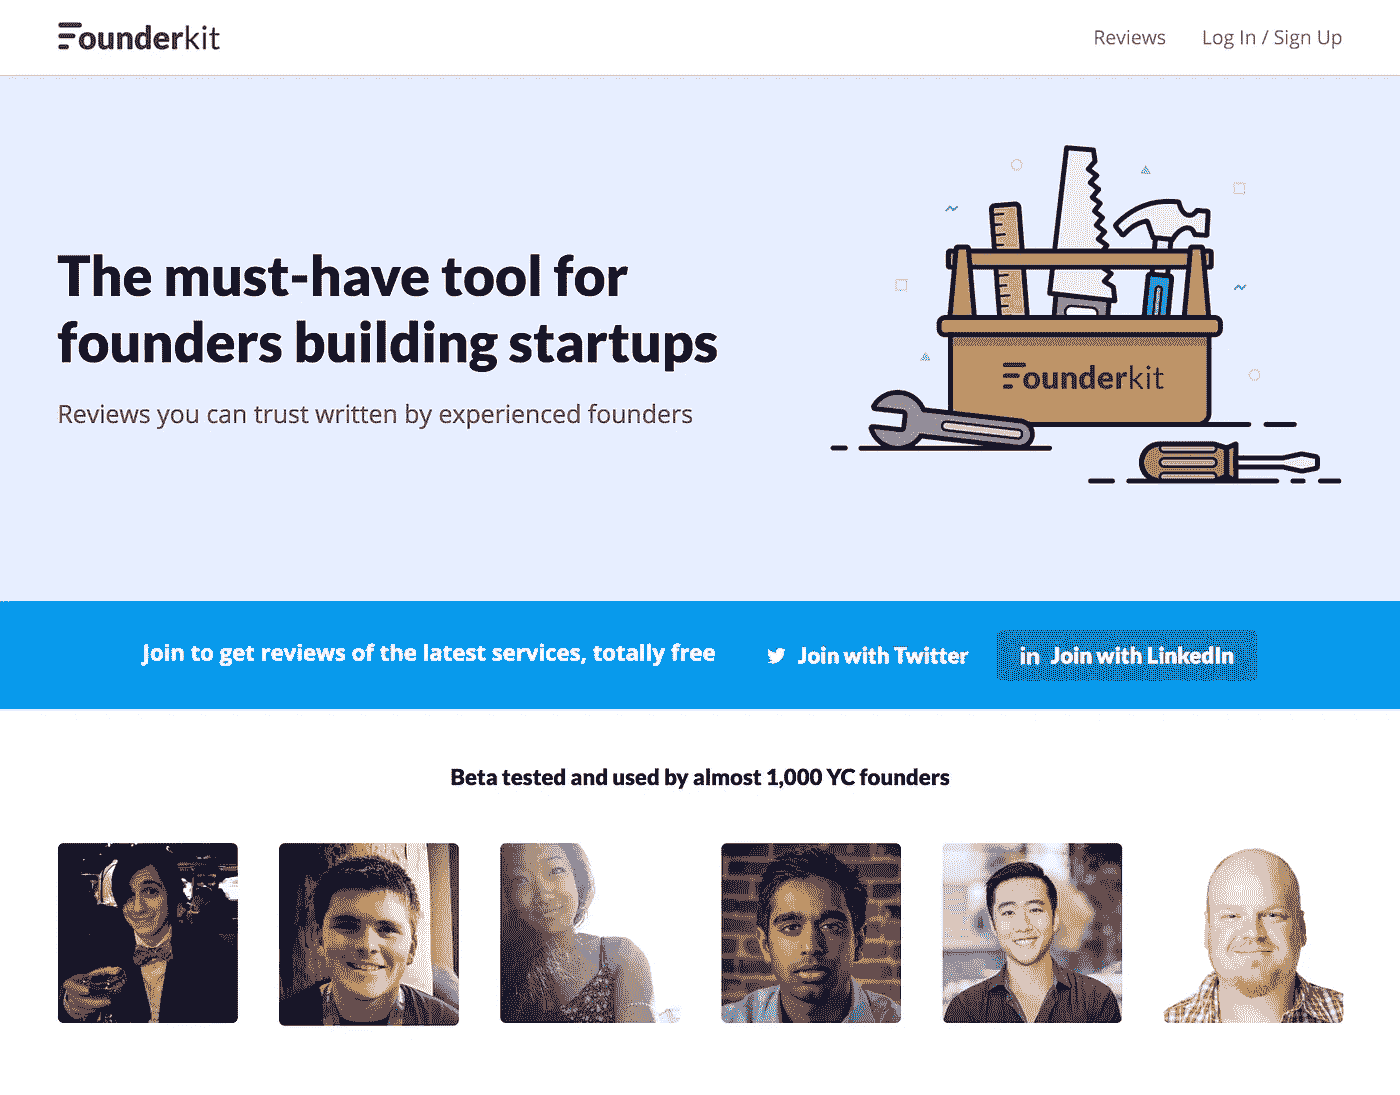 Founderkit
Reviews
Log In / Sign Up
The must-have tool for
founders building startups
Reviews you can trust written by experienced founders
Founderkit
Join to get reviews of the latest services, totally free
Join with Twitter
in Join with LinkedIn
Beta tested and used by almost 1,000 YC founders